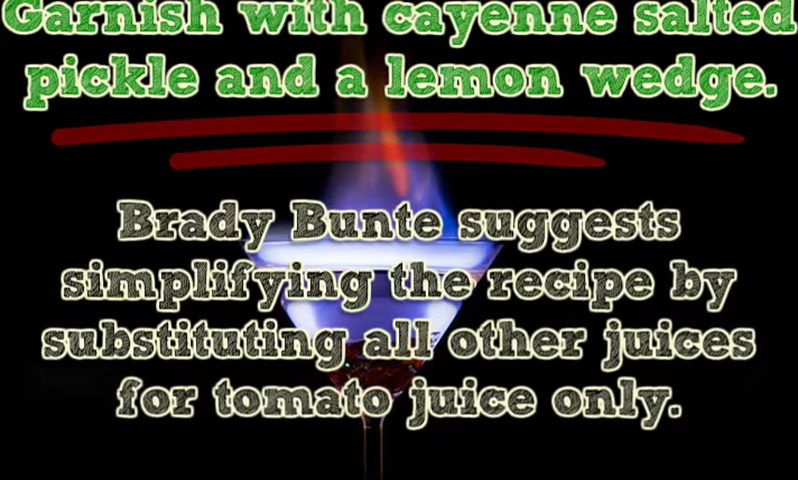 Garnish with cayenne salted
pickle and a lemon wedge.
Brady Bunte suggests
simplifying the recipe by
substituting all other juices
for tomato juice only.